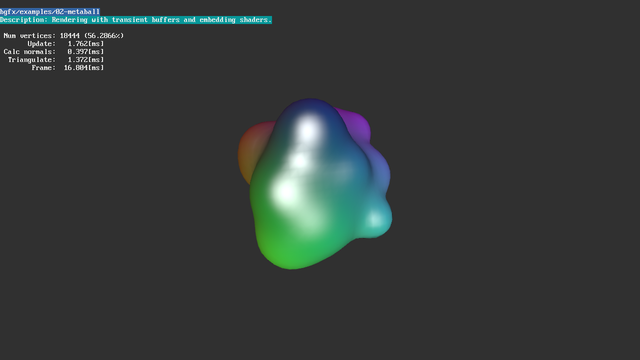 bgfx/examples/02-metaball
Description: Rendering with transient buffers and embedding shaders.
Num vertices: 18444 (56.2866%)
Update: 1.762[ms]
Calc normals: 0.397[ms]
Triangulate: 1.372[ms]
Frame: 16.804[ms]